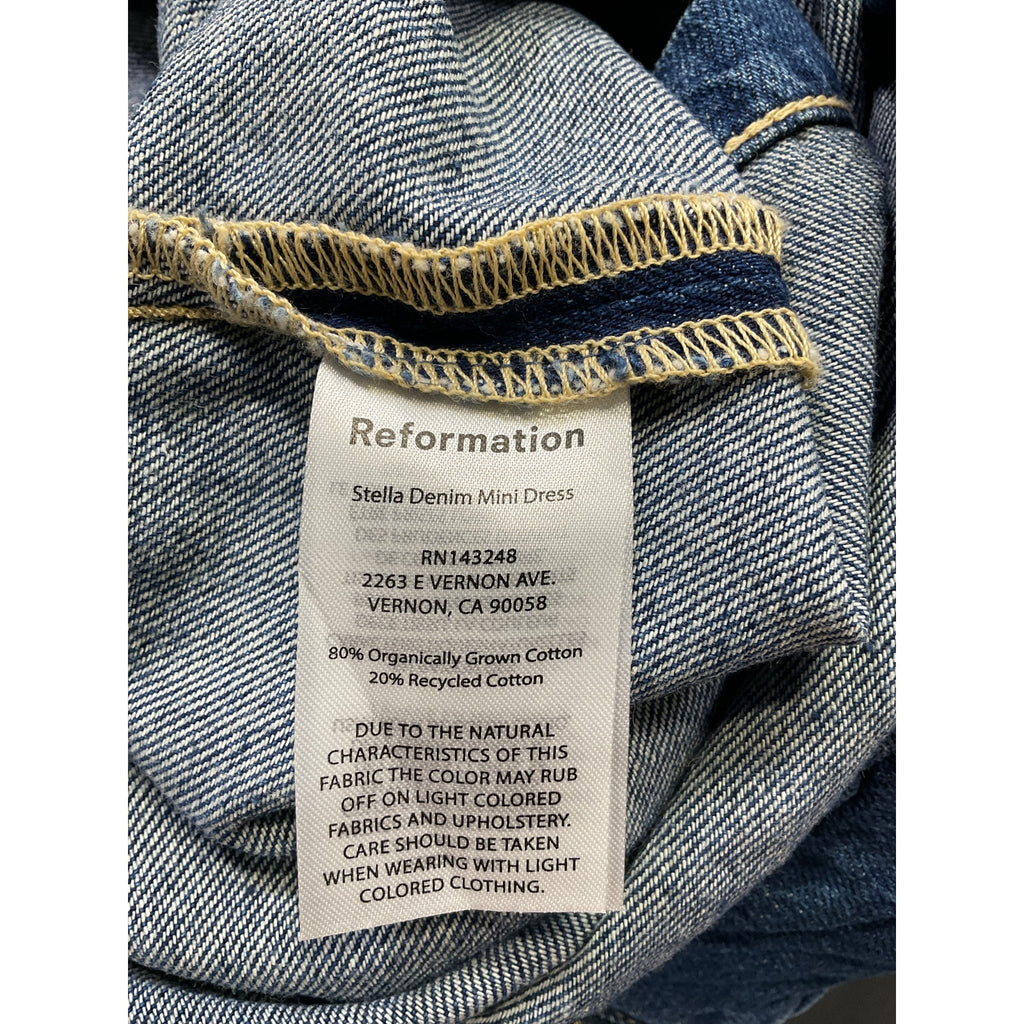 Reformation
Stella Denim Mini Dress
RN143248
2263 E VERNON AVE.
VERNON, CA 90058
80% Organically Grown Cotton
20% Recycled Cotton
DUE TO THE NATURAL
CHARACTERISTICS OF THIS
FABRIC THE COLOR MAY RUB
OFF ON LIGHT COLORED
FABRICS AND UPHOLSTERY.
CARE SHOULD BE TAKEN
WHEN WEARING WITH LIGHT
COLORED CLOTHING.